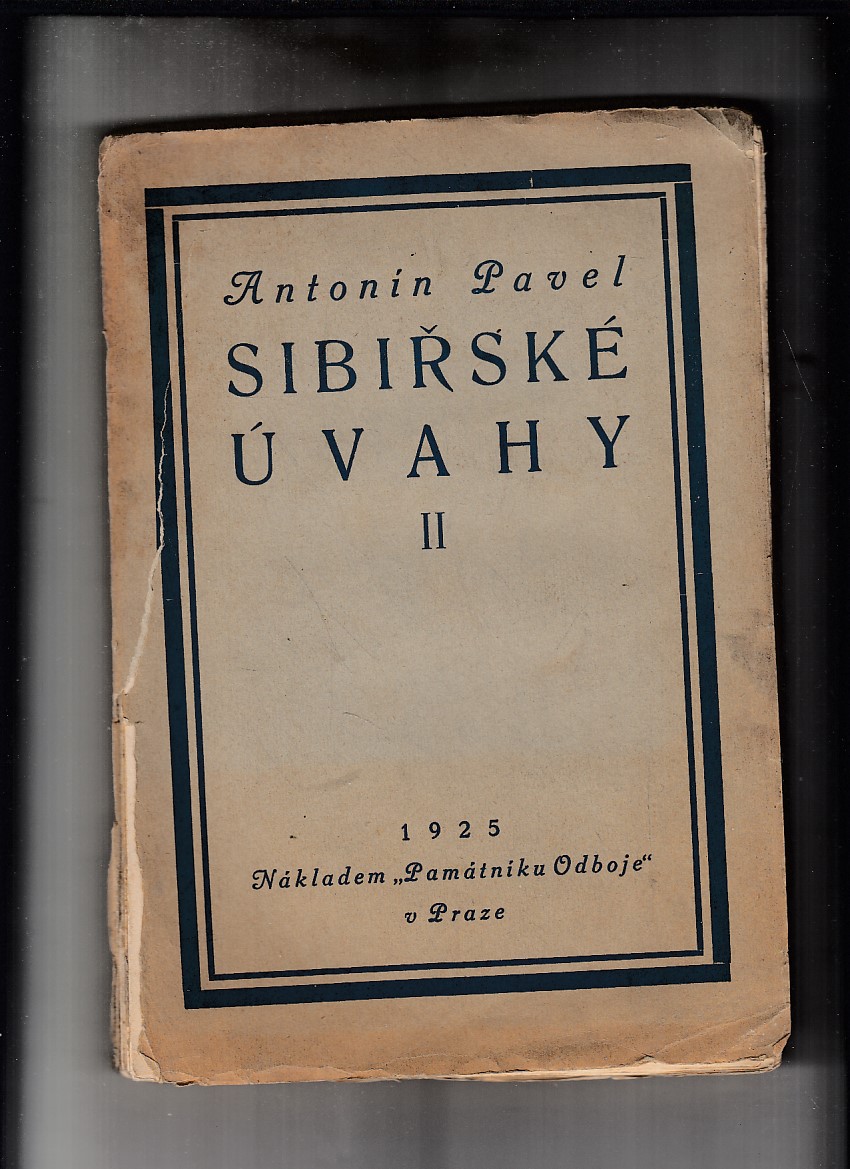 Antonín Pavel
SIBIŘSKÉ
ÚVAHY
II
1925
Nákladem „Památníku Odboje“
v Praze